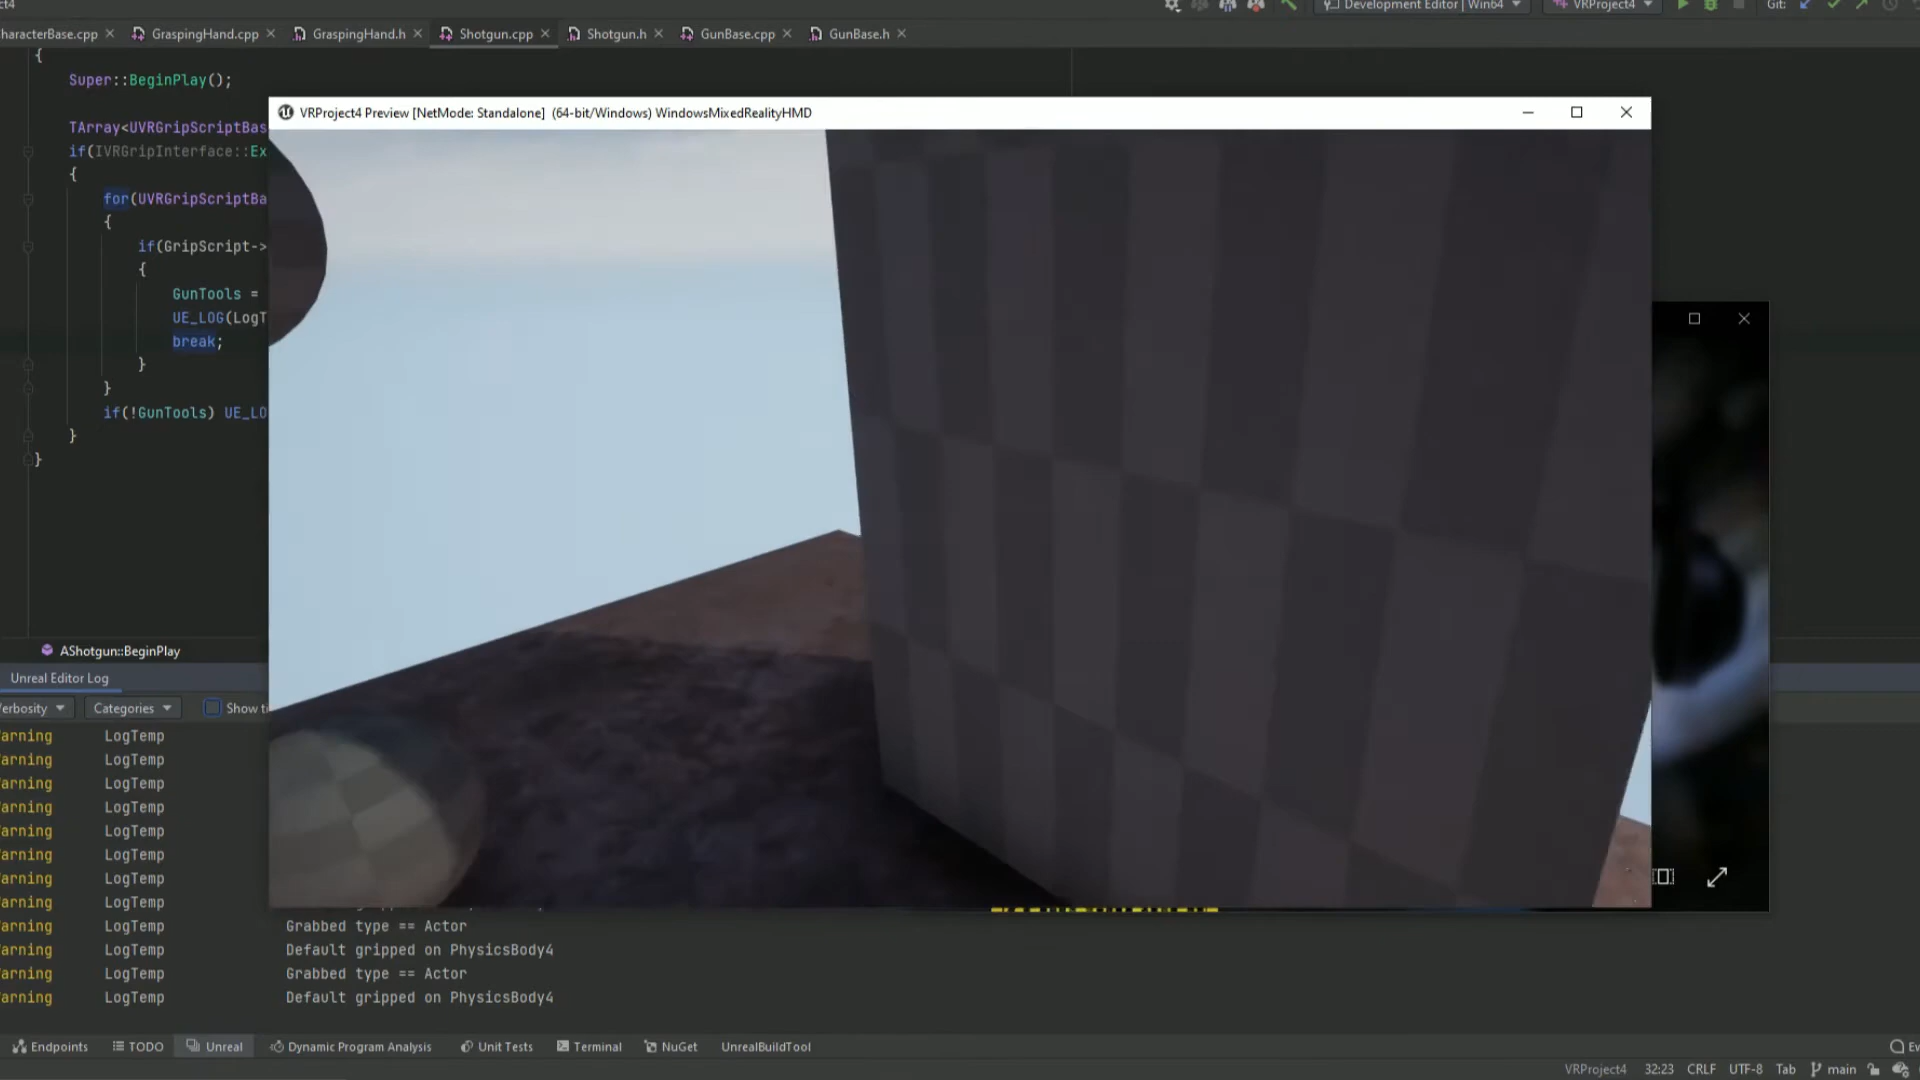 ct4
Development Editor | Win64
VRProject4
Git:
haracterBase.cpp
GraspingHand.cpp
GraspingHand.h
Shotgun.cpp
Shotgun.h
GunBase.cpp
GunBase.h
{
Super::BeginPlay();
TArray<UVRGripScriptBas
if(IVRGripInterface::Ex
{
for(UVRGripScriptBa
{
if(GripScript->
{
GunTools =
UE_LOG(LogT
break;
}
}
if(!GunTools) UE_LO
}
}
VRProject4 Preview [NetMode: Standalone]  (64-bit/Windows) WindowsMixedRealityHMD
AShotgun::BeginPlay
Unreal Editor Log
erbosity
Categories
Show t
arning LogTemp
arning LogTemp
arning LogTemp
arning LogTemp
arning LogTemp
arning LogTemp
arning LogTemp
arning LogTemp
arning LogTemp Grabbed type == Actor
arning LogTemp Default gripped on PhysicsBody4
arning LogTemp Grabbed type == Actor
arning LogTemp Default gripped on PhysicsBody4
Endpoints
TODO
Unreal
Dynamic Program Analysis
Unit Tests
Terminal
NuGet
UnrealBuildTool
Ev
VRProject4
32:23
CRLF
UTF-8
Tab
main